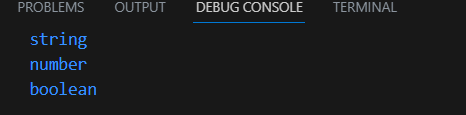 PROBLEMS OUTPUT DEBUG CONSOLE TERMINAL
string
number
boolean